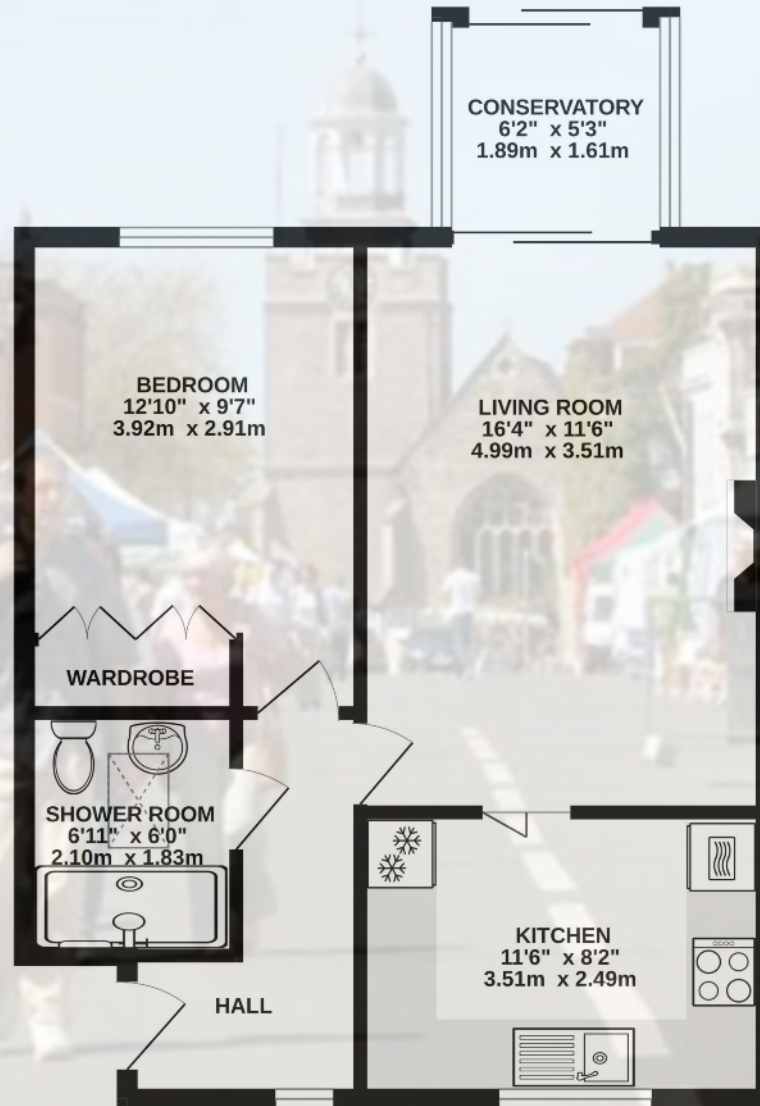 CONSERVATORY
6'2" x 5'3"
1.89m x 1.61m
BEDROOM
12'10" x 9'7"
3.92m x 2.91m
LIVING ROOM
16'4" x 11'6"
4.99m x 3.51m
WARDROBE
SHOWER ROOM
6'11" x 6'0"
2.10m x 1.83m
KITCHEN
11'6" x 8'2"
3.51m x 2.49m
HALL